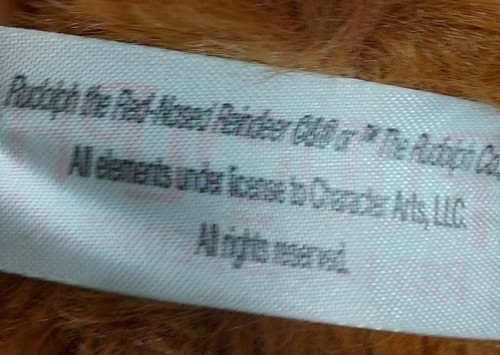 Rudolph the Red-Nosed Reindeer ©&® or ™ The Rudolph Co.
All elements under license to Character Arts, LLC.
All rights reserved.